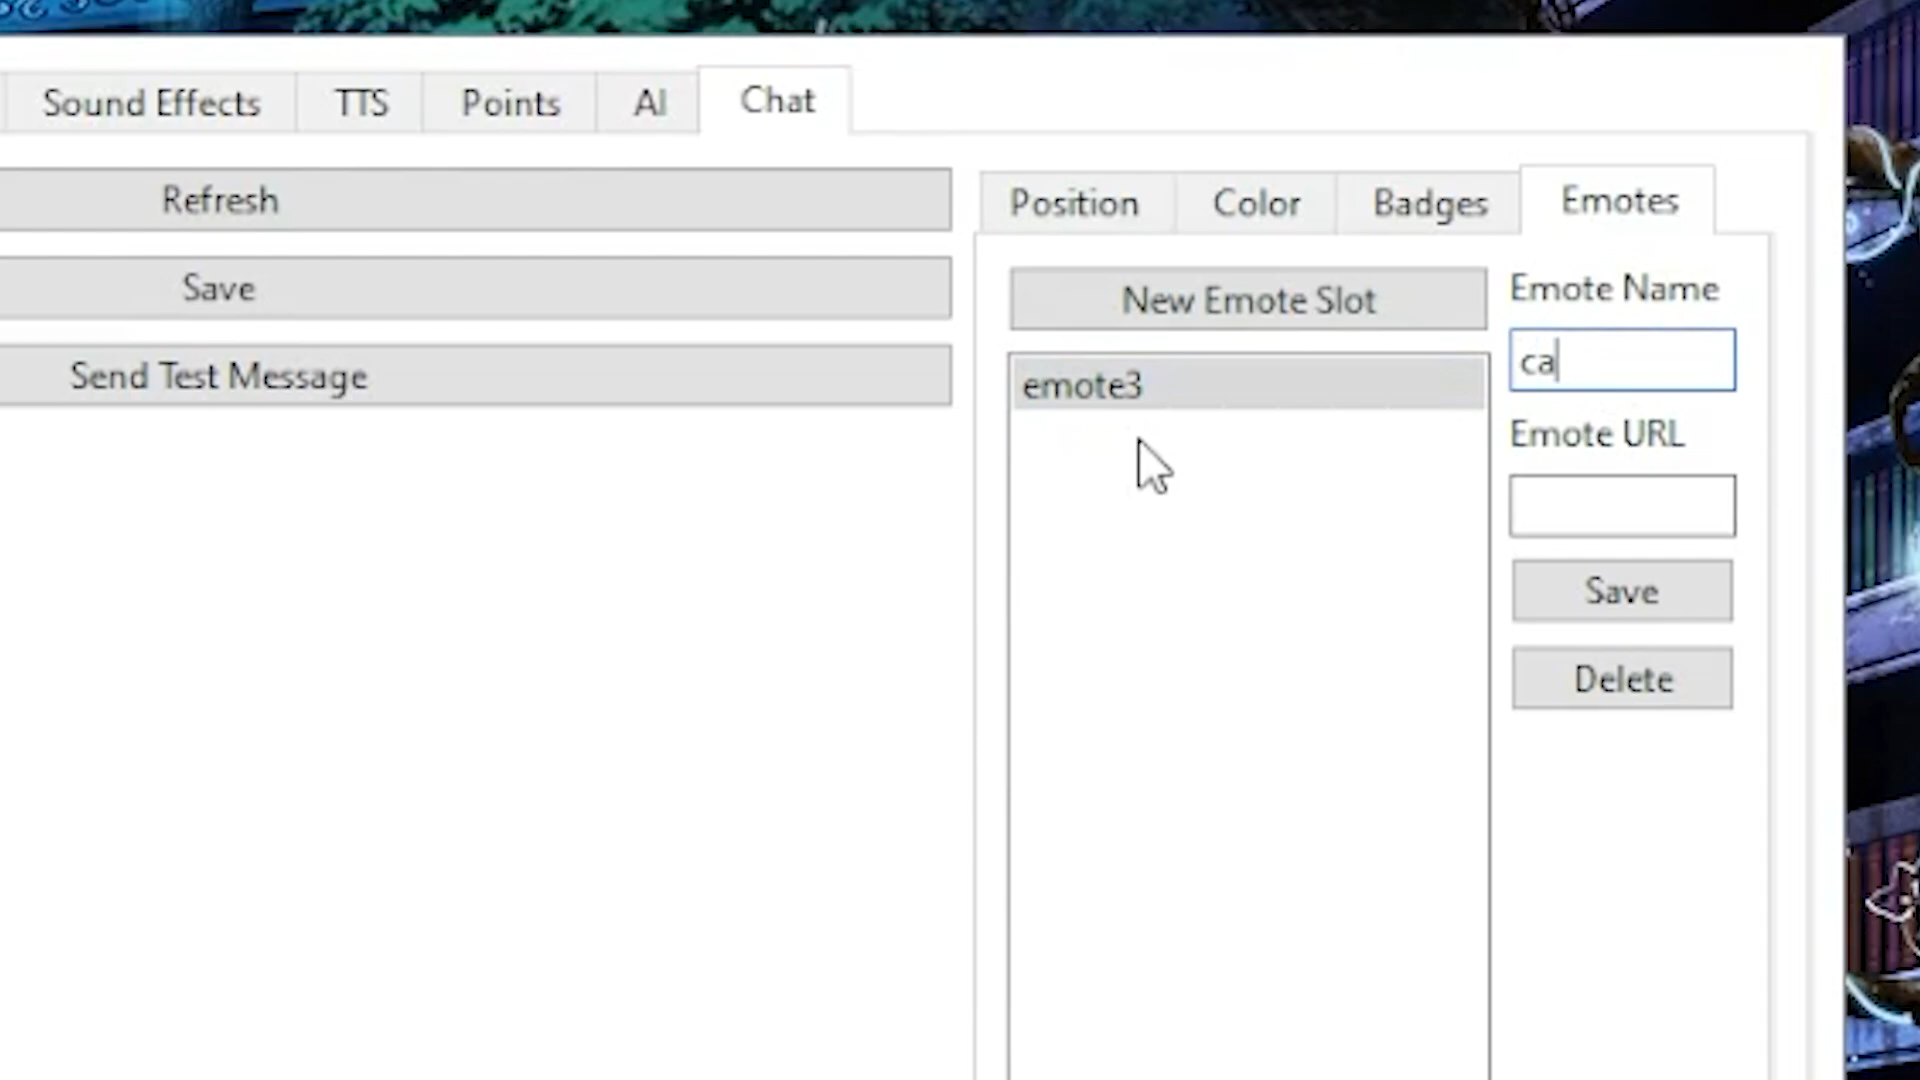 Sound Effects
TTS
Points
AI
Chat
Refresh
Save
Send Test Message
Position
Color
Badges
Emotes
New Emote Slot
emote3
Emote Name
ca
Emote URL
Save
Delete